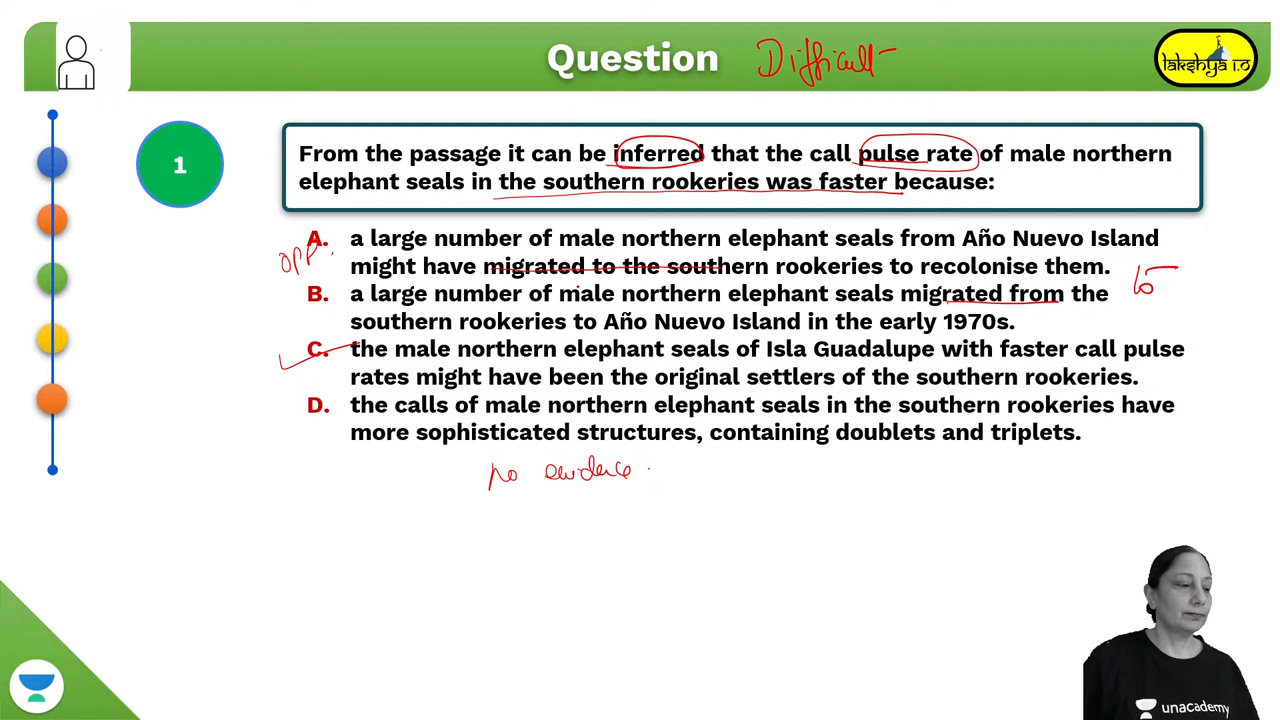 Question Difficult
lakshya 1.0
1
From the passage it can be inferred that the call pulse rate of male northern
elephant seals in the southern rookeries was faster because:
A. a large number of male northern elephant seals from Año Nuevo Island
opp.
might have migrated to the southern rookeries to recolonise them.
B. a large number of male northern elephant seals migrated from the
to
southern rookeries to Año Nuevo Island in the early 1970s.
C. the male northern elephant seals of Isla Guadalupe with faster call pulse
rates might have been the original settlers of the southern rookeries.
D. the calls of male northern elephant seals in the southern rookeries have
more sophisticated structures, containing doublets and triplets.
no evidence
unacademy